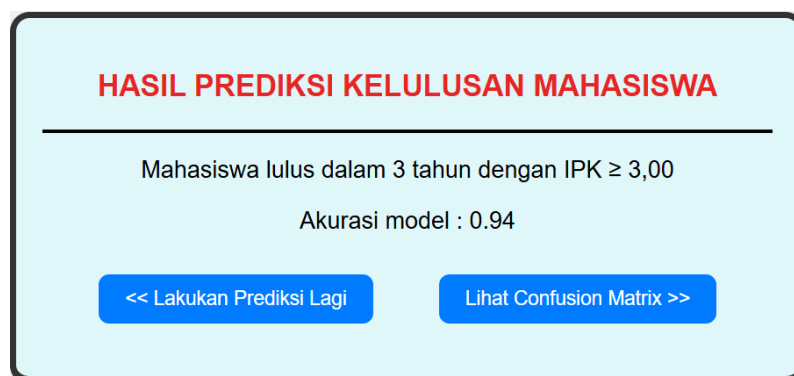 HASIL PREDIKSI KELULUSAN MAHASISWA
Mahasiswa lulus dalam 3 tahun dengan IPK ≥ 3,00
Akurasi model : 0.94
<< Lakukan Prediksi Lagi
Lihat Confusion Matrix >>